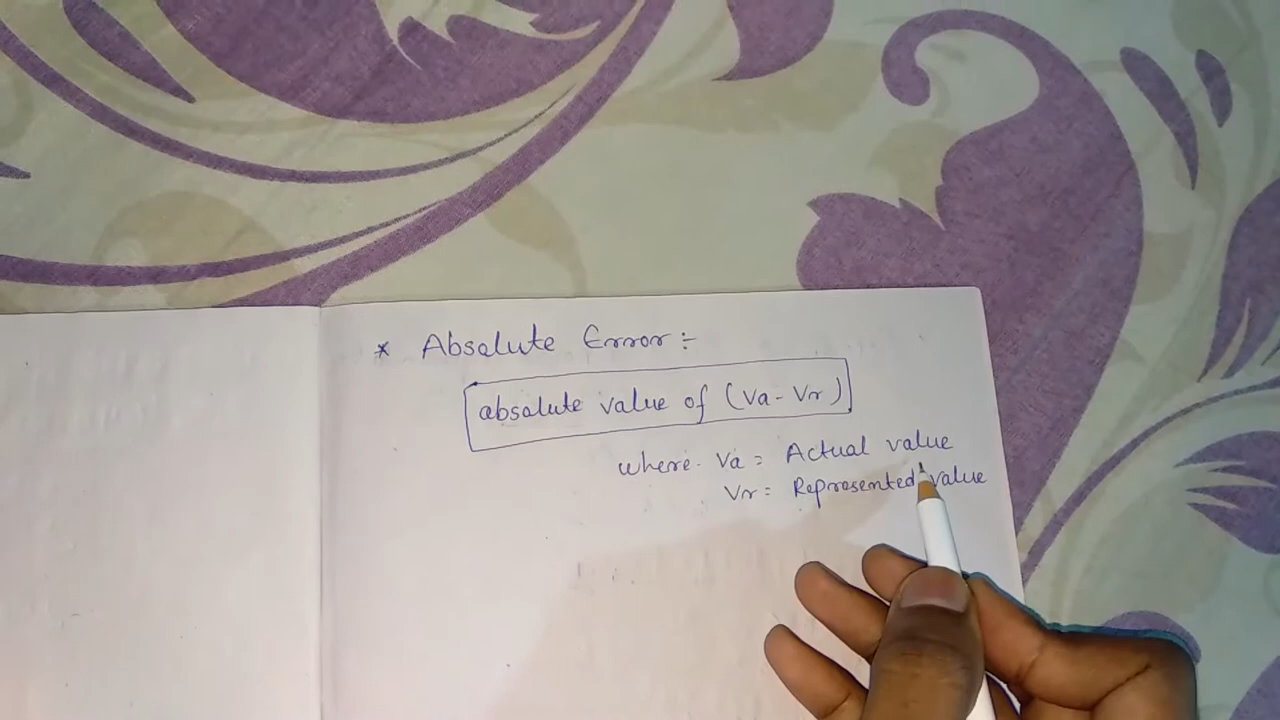 * Absolute Error :-
absolute value of (Va - Vr)
where. Va = Actual value
Vr = Represented value